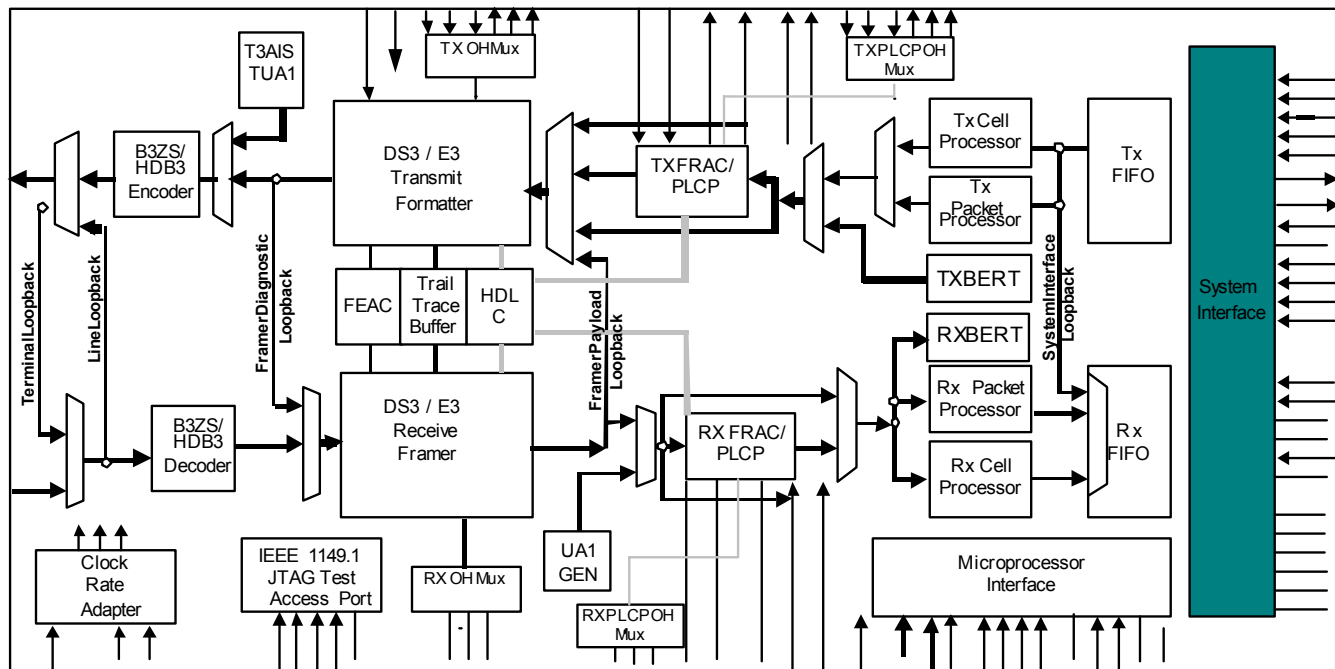 T3AIS
TUA1
TX OHMux
TXPLCPOH
Mux
B3ZS/
HDB3
Encoder
DS3 / E3
Transmit
Formatter
TXFRAC/
PLCP
Tx Cell
Processor
Tx
Packet
Processor
Tx
FIFO
TXBERT
FEAC
Trail
Trace
Buffer
HDL
C
TerminalLoopback
LineLoopback
FramerDiagnostic
Loopback
FramerPayload
Loopback
SystemInterface
Loopback
System
Interface
RXBERT
B3ZS/
HDB3
Decoder
DS3 / E3
Receive
Framer
RX FRAC/
PLCP
Rx Packet
Processor
Rx Cell
Processor
Rx
FIFO
Clock
Rate
Adapter
IEEE 1149.1
JTAG Test
Access Port
RX OH Mux
UA1
GEN
RXPLCPOH
Mux
Microprocessor
Interface